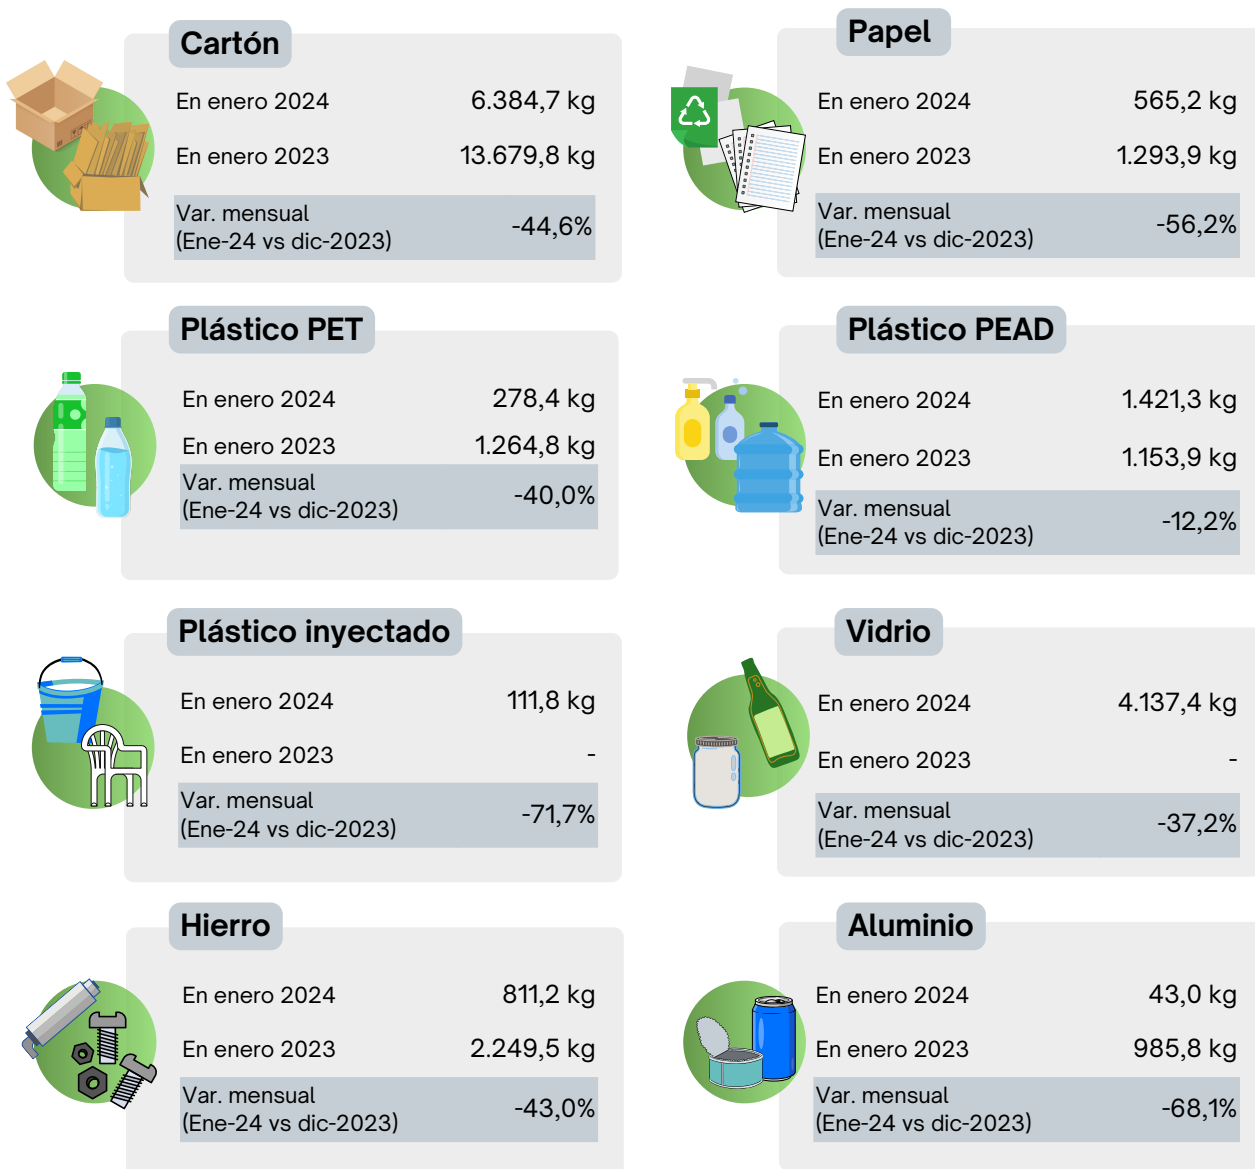 Cartón
En enero 2024 6.384,7 kg
En enero 2023 13.679,8 kg
Var. mensual
(Ene-24 vs dic-2023) -44,6%
Papel
En enero 2024 565,2 kg
En enero 2023 1.293,9 kg
Var. mensual
(Ene-24 vs dic-2023) -56,2%
Plástico PET
En enero 2024 278,4 kg
En enero 2023 1.264,8 kg
Var. mensual
(Ene-24 vs dic-2023) -40,0%
Plástico PEAD
En enero 2024 1.421,3 kg
En enero 2023 1.153,9 kg
Var. mensual
(Ene-24 vs dic-2023) -12,2%
Plástico inyectado
En enero 2024 111,8 kg
En enero 2023 -
Var. mensual
(Ene-24 vs dic-2023) -71,7%
Vidrio
En enero 2024 4.137,4 kg
En enero 2023 -
Var. mensual
(Ene-24 vs dic-2023) -37,2%
Hierro
En enero 2024 811,2 kg
En enero 2023 2.249,5 kg
Var. mensual
(Ene-24 vs dic-2023) -43,0%
Aluminio
En enero 2024 43,0 kg
En enero 2023 985,8 kg
Var. mensual
(Ene-24 vs dic-2023) -68,1%